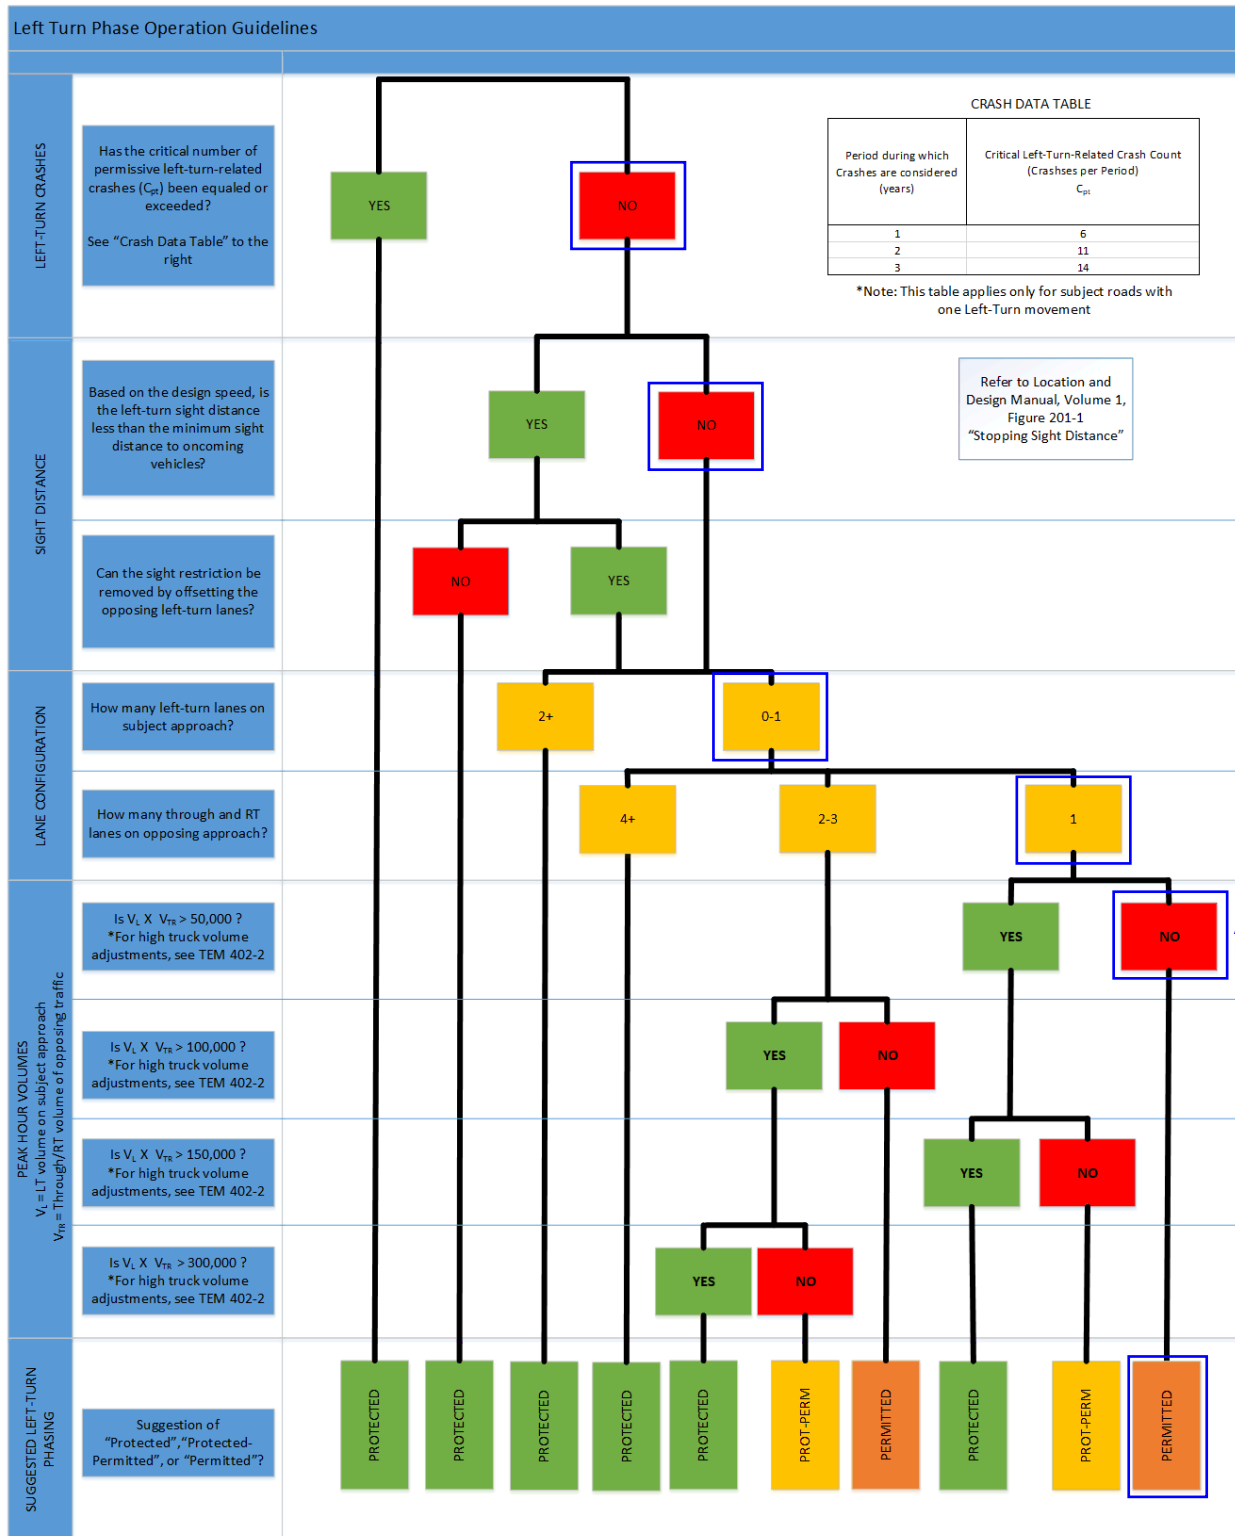 Left Turn Phase Operation Guidelines
LEFT-TURN CRASHES
Has the critical number of
permissive left-turn-related
crashes (Cpt) been equaled or
exceeded?
See “Crash Data Table” to the
right
YES
NO
CRASH DATA TABLE
Period during which
Crashes are considered
(years)
Critical Left-Turn-Related Crash Count
(Crashses per Period)
Cpt
1 6
2 11
3 14
*Note: This table applies only for subject roads with
one Left-Turn movement
SIGHT DISTANCE
Based on the design speed, is
the left-turn sight distance
less than the minimum sight
distance to oncoming
vehicles?
YES
NO
Refer to Location and
Design Manual, Volume 1,
Figure 201-1
“Stopping Sight Distance”
Can the sight restriction be
removed by offsetting the
opposing left-turn lanes?
NO
YES
LANE CONFIGURATION
How many left-turn lanes on
subject approach?
2+
0-1
How many through and RT
lanes on opposing approach?
4+
2-3
1
PEAK HOUR VOLUMES
VL = LT volume on subject approach
VTR = Through/RT volume of opposing traffic
Is VL X VTR > 50,000 ?
*For high truck volume
adjustments, see TEM 402-2
YES
NO
Is VL X VTR > 100,000 ?
*For high truck volume
adjustments, see TEM 402-2
YES
NO
Is VL X VTR > 150,000 ?
*For high truck volume
adjustments, see TEM 402-2
YES
NO
Is VL X VTR > 300,000 ?
*For high truck volume
adjustments, see TEM 402-2
YES
NO
SUGGESTED LEFT-TURN
PHASING
Suggestion of
“Protected”,“Protected-
Permitted”, or “Permitted”?
PROTECTED
PROTECTED
PROTECTED
PROTECTED
PROTECTED
PROT-PERM
PERMITTED
PROTECTED
PROT-PERM
PERMITTED